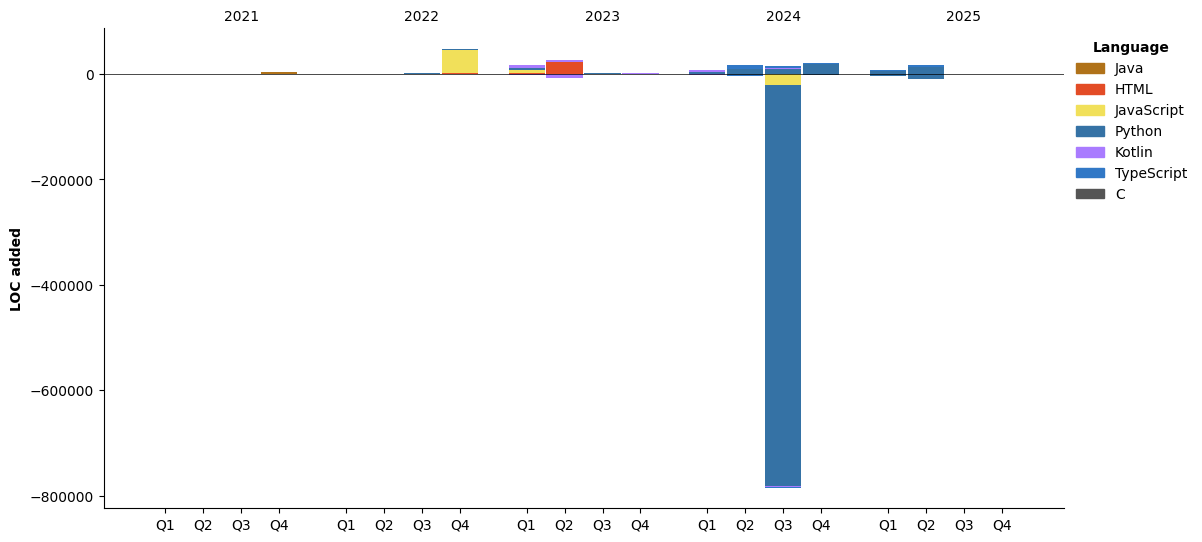 2021 2022 2023 2024 2025
Language
Java
HTML
JavaScript
Python
Kotlin
TypeScript
C
LOC added
0
−200000
−400000
−600000
−800000
Q1 Q2 Q3 Q4 Q1 Q2 Q3 Q4 Q1 Q2 Q3 Q4 Q1 Q2 Q3 Q4 Q1 Q2 Q3 Q4